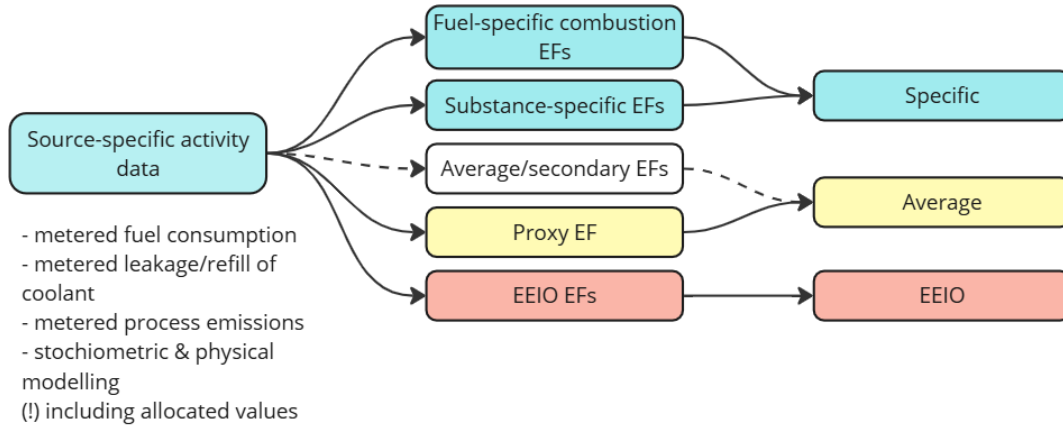 Fuel-specific combustion
EFs
Substance-specific EFs
Specific
Source-specific activity
data
Average/secondary EFs
Average
Proxy EF
EEIO EFs
EEIO
- metered fuel consumption
- metered leakage/refill of
coolant
- metered process emissions
- stochiometric & physical
modelling
(!) including allocated values